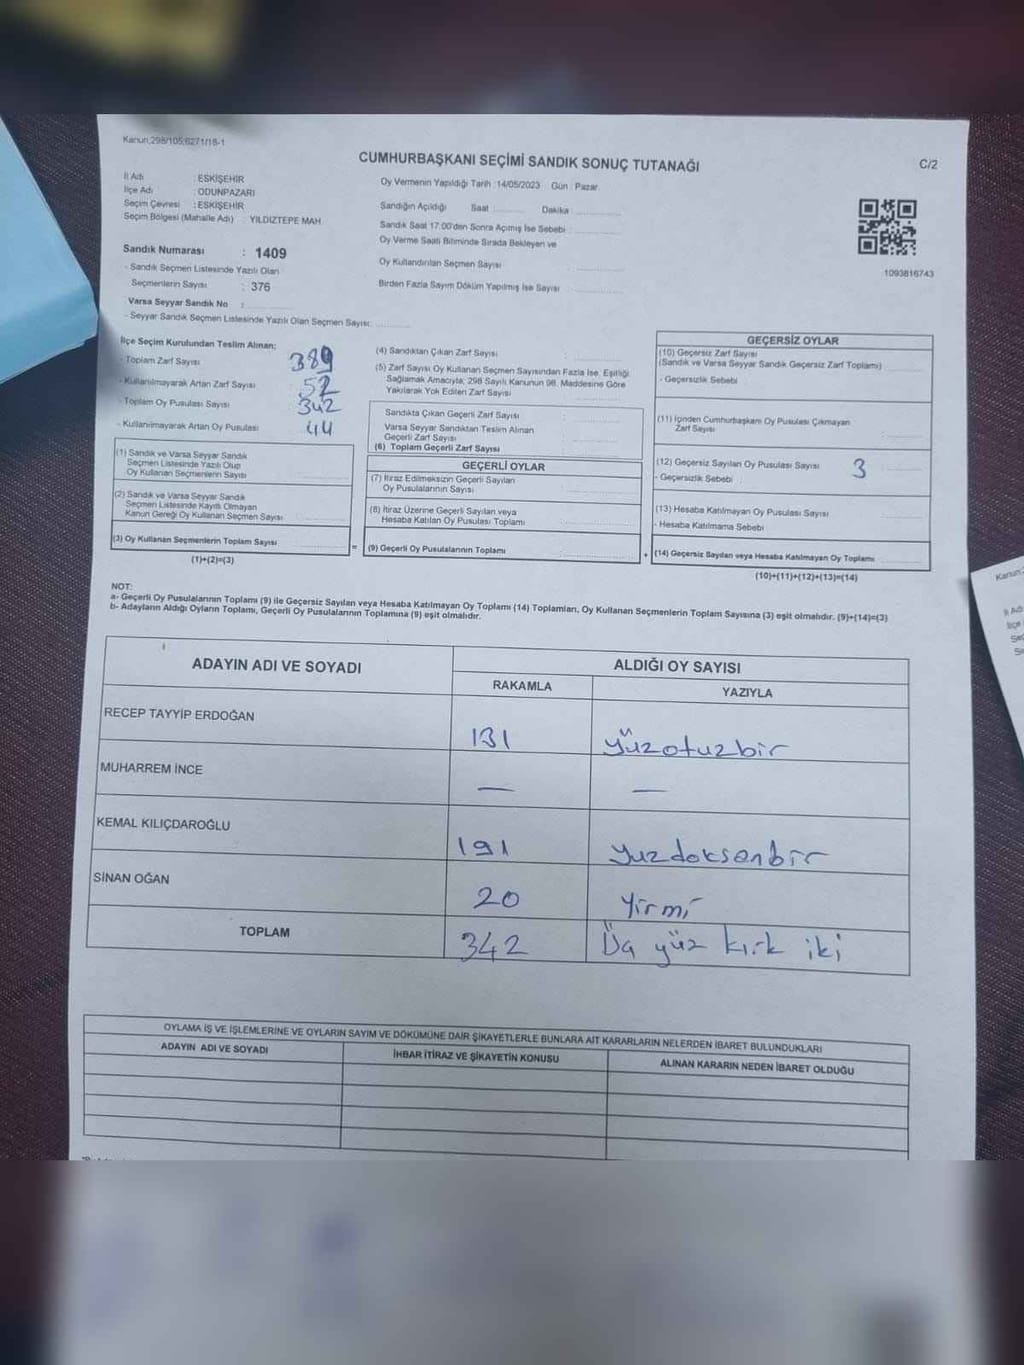 Kanun:298/105;6271/18-1
CUMHURBAŞKANI SEÇİMİ SANDIK SONUÇ TUTANAĞI
C/2
İl Adı : ESKİŞEHİR
İlçe Adı : ODUNPAZARI
Seçim Çevresi : ESKİŞEHİR
Seçim Bölgesi (Mahalle Adı) : YILDIZTEPE MAH.
Sandık Numarası : 1409
- Sandık Seçmen Listesinde Yazılı Olan
Seçmenlerin Sayısı : 376
Varsa Seyyar Sandık No :
- Seyyar Sandık Seçmen Listesinde Yazılı Olan Seçmen Sayısı:
Oy Vermenin Yapıldığı Tarih :14/05/2023 Gün : Pazar
Sandığın Açıldığı Saat Dakika
Sandık Saat 17.00'den Sonra Açılmış İse Sebebi :
Oy Verme Saati Bitiminde Sırada Bekleyen ve
Oy Kullandırılan Seçmen Sayısı :
Birden Fazla Sayım Döküm Yapılmış İse Sayısı :
1093816743
İlçe Seçim Kurulundan Teslim Alınan;
- Toplam Zarf Sayısı 389
- Kullanılmayarak Artan Zarf Sayısı 52
- Toplam Oy Pusulası Sayısı 342
- Kullanılmayarak Artan Oy Pusulası 44
(1) Sandık ve Varsa Seyyar Sandık
Seçmen Listesinde Yazılı Olup
Oy Kullanan Seçmenlerin Sayısı
(2) Sandık ve Varsa Seyyar Sandık
Seçmen Listesinde Kayıtlı Olmayan
Kanun Gereği Oy Kullanan Seçmen Sayısı
(3) Oy Kullanan Seçmenlerin Toplam Sayısı
(1)+(2)=(3)
(4) Sandıktan Çıkan Zarf Sayısı
(5) Zarf Sayısı Oy Kullanan Seçmen Sayısından Fazla İse, Eşitliği
Sağlamak Amacıyla, 298 Sayılı Kanunun 98. Maddesine Göre
Yakılarak Yok Edilen Zarf Sayısı
Sandıkta Çıkan Geçerli Zarf Sayısı
Varsa Seyyar Sandıktan Teslim Alınan
Geçerli Zarf Sayısı
(6) Toplam Geçerli Zarf Sayısı
GEÇERLİ OYLAR
(7) İtiraz Edilmeksizin Geçerli Sayılan
Oy Pusulalarının Sayısı
(8) İtiraz Üzerine Geçerli Sayılan veya
Hesaba Katılan Oy Pusulası Toplamı
= (9) Geçerli Oy Pusulalarının Toplamı
GEÇERSİZ OYLAR
(10) Geçersiz Zarf Sayısı
(Sandık ve Varsa Seyyar Sandık Geçersiz Zarf Toplamı)
- Geçersizlik Sebebi
(11) İçinden Cumhurbaşkanı Oy Pusulası Çıkmayan
Zarf Sayısı
(12) Geçersiz Sayılan Oy Pusulası Sayısı 3
- Geçersizlik Sebebi
(13) Hesaba Katılmayan Oy Pusulası Sayısı
- Hesaba Katılmama Sebebi
+ (14) Geçersiz Sayılan veya Hesaba Katılmayan Oy Toplamı
(10)+(11)+(12)+(13)=(14)
NOT:
a- Geçerli Oy Pusulalarının Toplamı (9) ile Geçersiz Sayılan veya Hesaba Katılmayan Oy Toplamı (14) Toplamları, Oy Kullanan Seçmenlerin Toplam Sayısına (3) eşit olmalıdır. (9)+(14)=(3)
b- Adayların Aldığı Oyların Toplamı, Geçerli Oy Pusulalarının Toplamına (9) eşit olmalıdır.
ADAYIN ADI VE SOYADI
ALDIĞI OY SAYISI
RAKAMLA YAZIYLA
RECEP TAYYİP ERDOĞAN 131 yüzotuzbir
MUHARREM İNCE — —
KEMAL KILIÇDAROĞLU 191 yuzdoksanbir
SİNAN OĞAN 20 yirmi
TOPLAM 342 Üç yüz kırk iki
OYLAMA İŞ VE İŞLEMLERİNE VE OYLARIN SAYIM VE DÖKÜMÜNE DAİR ŞİKAYETLERLE BUNLARA AİT KARARLARIN NELERDEN İBARET BULUNDUKLARI
ADAYIN ADI VE SOYADI İHBAR İTİRAZ VE ŞİKAYETİN KONUSU ALINAN KARARIN NEDEN İBARET OLDUĞU
Kanun:
İl Adı
İlçe
Seç
Se